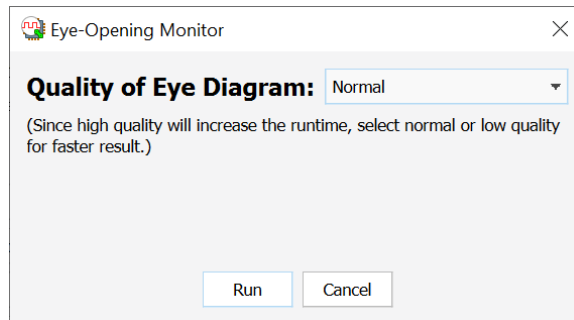 Eye-Opening Monitor
Quality of Eye Diagram: Normal
(Since high quality will increase the runtime, select normal or low quality
for faster result.)
Run Cancel